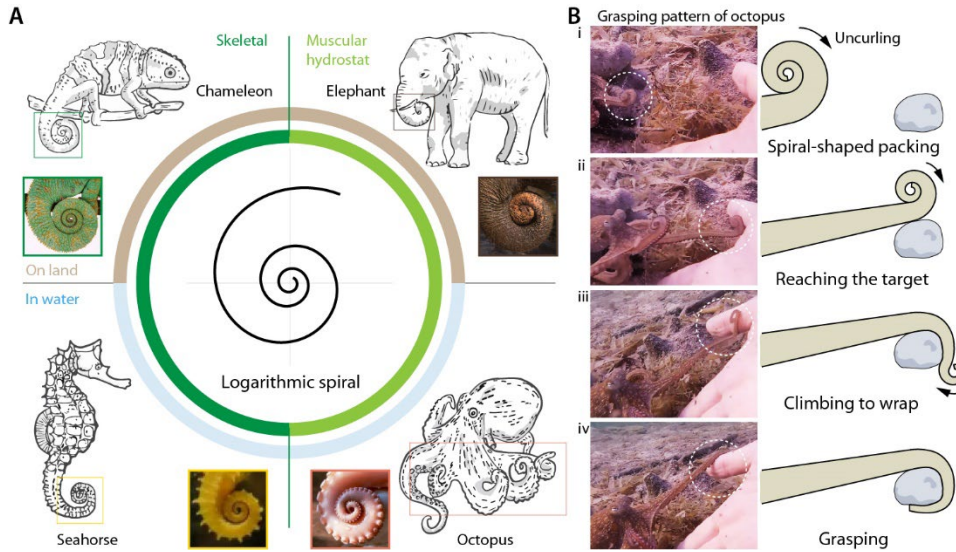 A
Skeletal
Muscular
hydrostat
Chameleon
Elephant
On land
In water
Logarithmic spiral
Seahorse
Octopus
B
Grasping pattern of octopus
i
Uncurling
Spiral-shaped packing
ii
Reaching the target
iii
Climbing to wrap
iv
Grasping